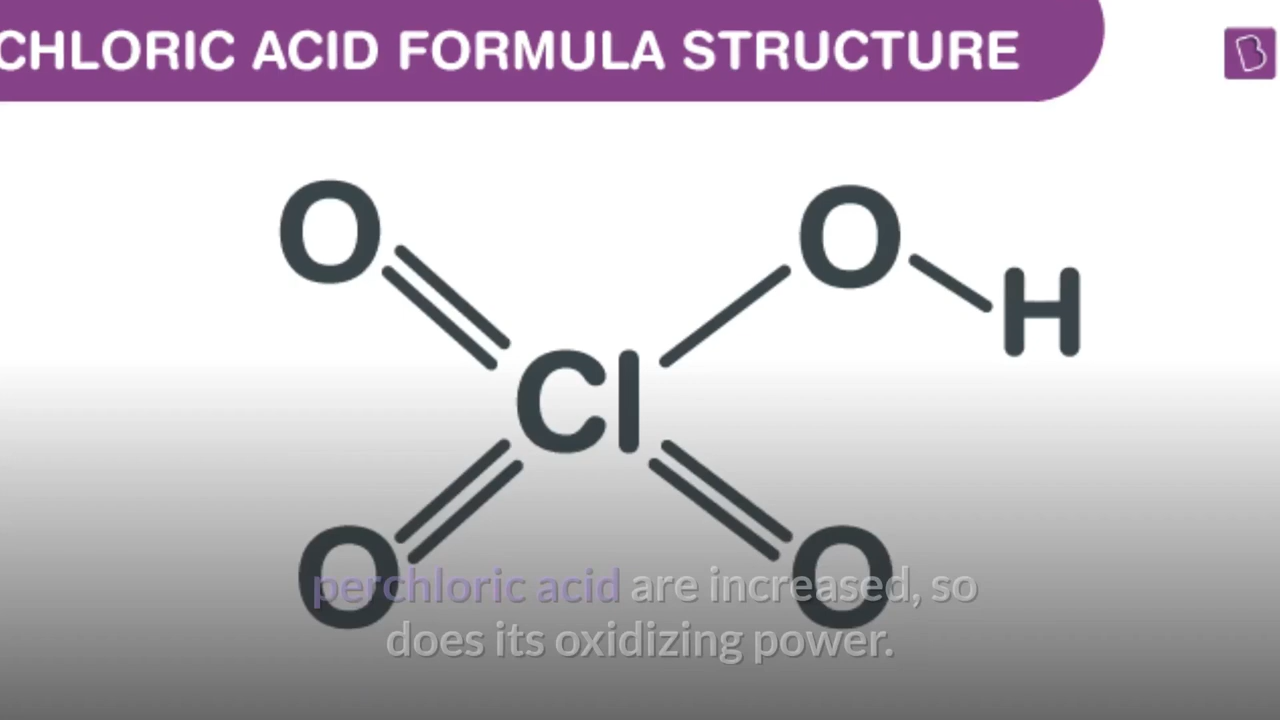 CHLORIC ACID FORMULA STRUCTURE
B
O O
H
Cl
O O
perchloric acid are increased, so
does its oxidizing power.